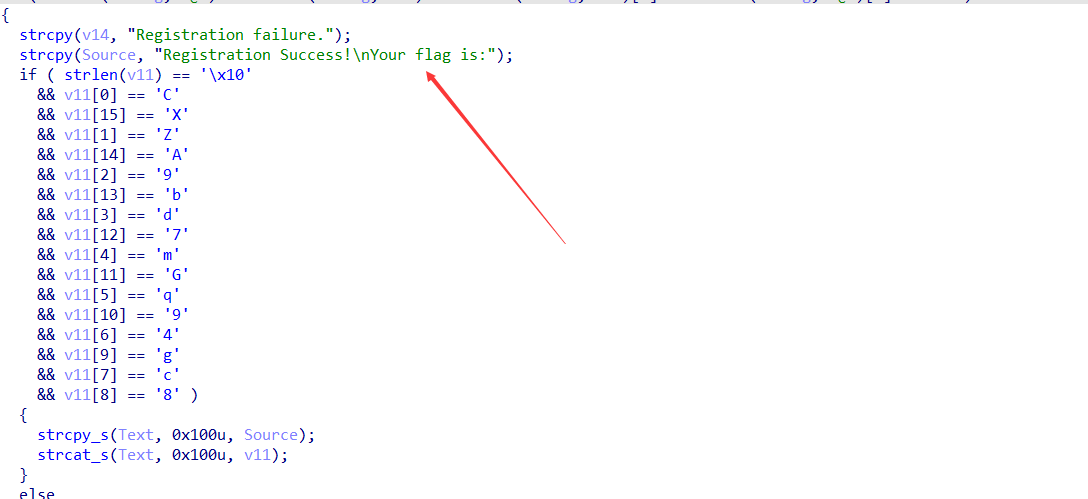 {
strcpy(v14, "Registration failure.");
strcpy(Source, "Registration Success!\nYour flag is:");
if ( strlen(v11) == '\x10'
&& v11[0] == 'C'
&& v11[15] == 'X'
&& v11[1] == 'Z'
&& v11[14] == 'A'
&& v11[2] == '9'
&& v11[13] == 'b'
&& v11[3] == 'd'
&& v11[12] == '7'
&& v11[4] == 'm'
&& v11[11] == 'G'
&& v11[5] == 'q'
&& v11[10] == '9'
&& v11[6] == '4'
&& v11[9] == 'g'
&& v11[7] == 'c'
&& v11[8] == '8' )
{
strcpy_s(Text, 0x100u, Source);
strcat_s(Text, 0x100u, v11);
}
else